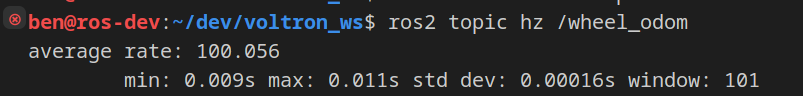 ben@ros-dev:~/dev/voltron_ws$ ros2 topic hz /wheel_odom
average rate: 100.056
min: 0.009s max: 0.011s std dev: 0.00016s window: 101